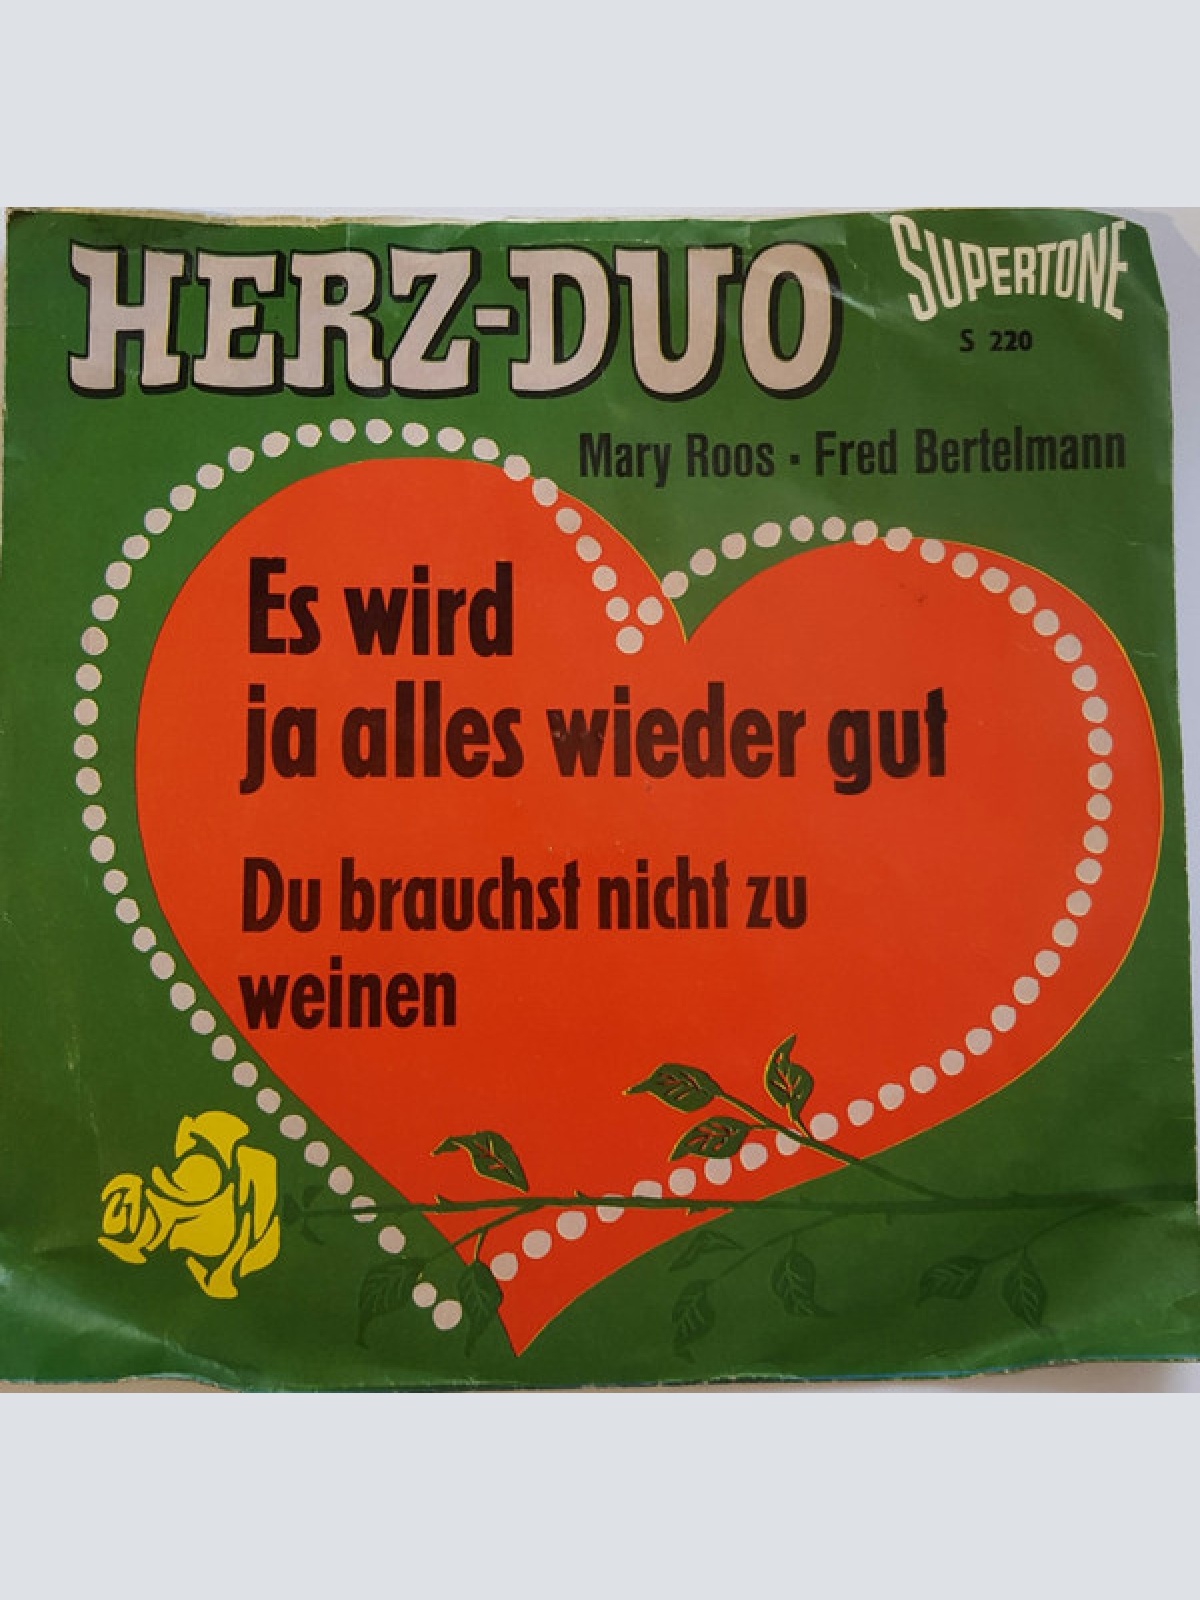 HERZ-DUO
SUPERTONE
S 220
Mary Roos · Fred Bertelmann
Es wird
ja alles wieder gut
Du brauchst nicht zu
weinen